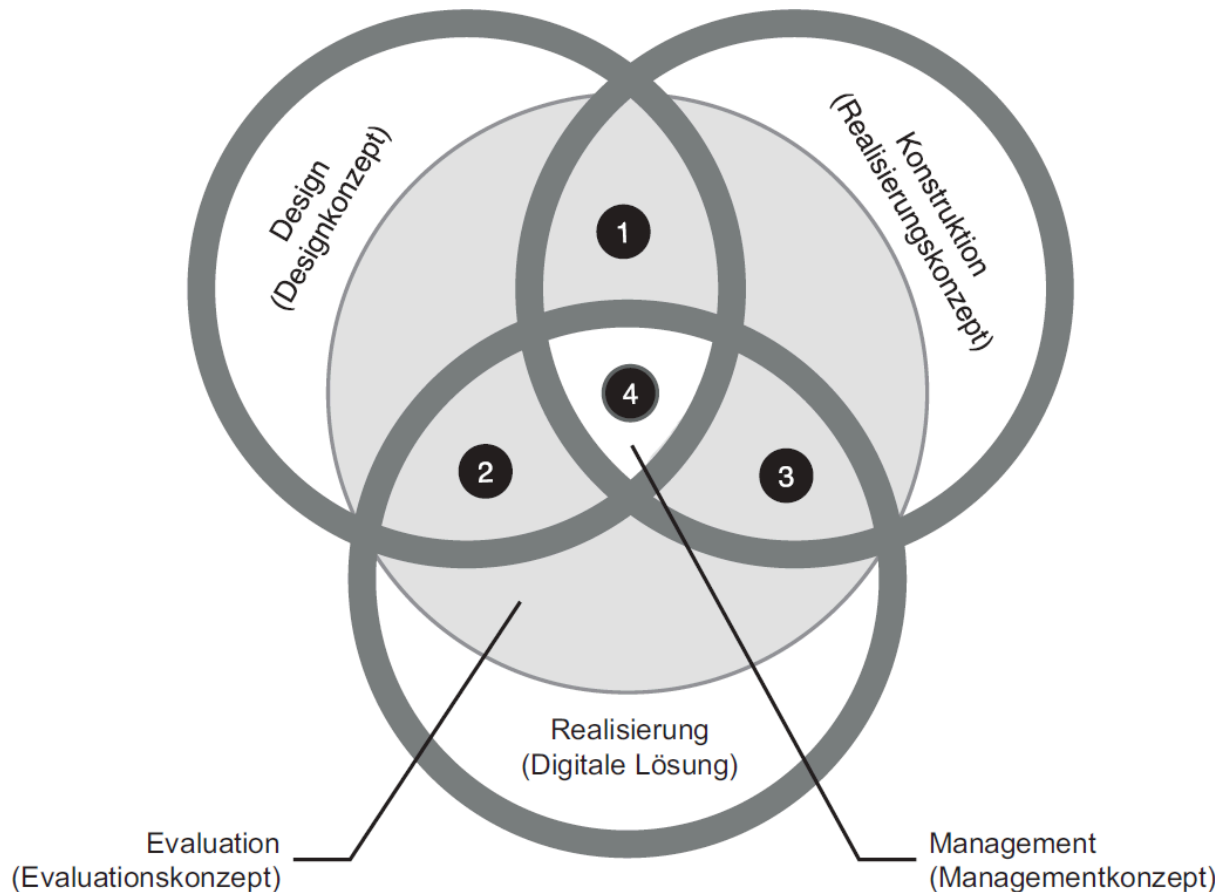 Design
(Designkonzept)
Konstruktion
(Realisierungskonzept)
1
4
2
3
Realisierung
(Digitale Lösung)
Evaluation
(Evaluationskonzept)
Management
(Managementkonzept)